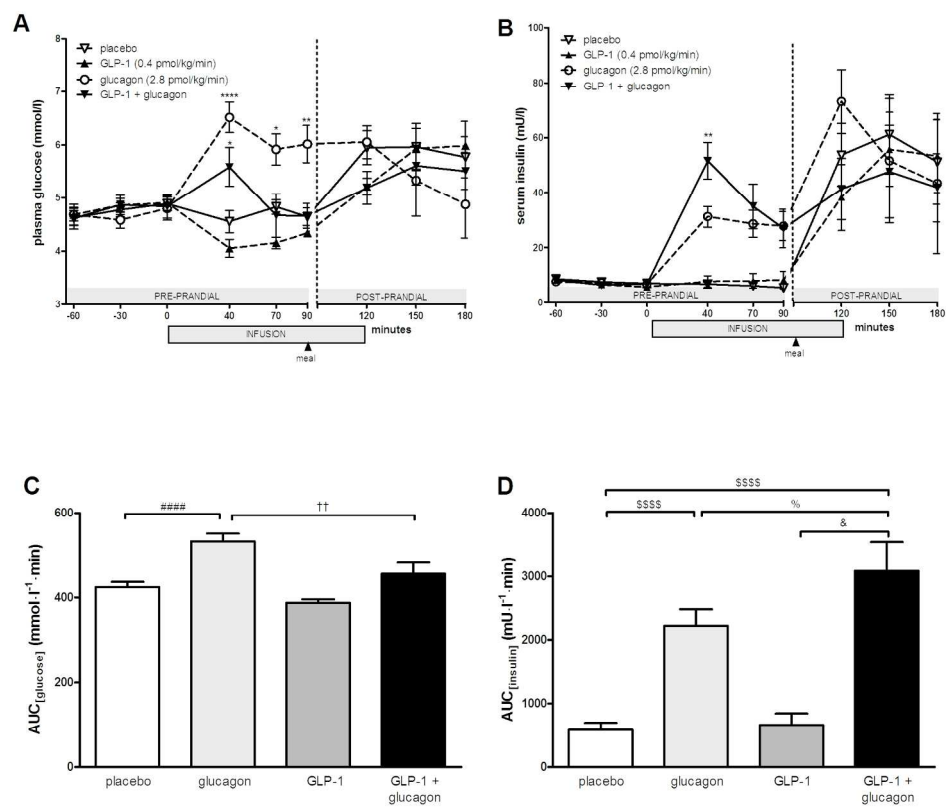 A
placebo
GLP-1 (0.4 pmol/kg/min)
glucagon (2.8 pmol/kg/min)
GLP-1 + glucagon
plasma glucose (mmol/l)
8
7
6
5
4
3
****
*
*
**
PRE-PRANDIAL
POST-PRANDIAL
-60 -30 0 40 70 90 120 150 180
minutes
INFUSION
meal
B
placebo
GLP-1 (0.4 pmol/kg/min)
glucagon (2.8 pmol/kg/min)
GLP 1 + glucagon
serum insulin (mU/l)
100
80
60
40
20
0
**
PRE-PRANDIAL
POST-PRANDIAL
-60 -30 0 40 70 90 120 150 180
minutes
INFUSION
meal
C
AUC[glucose] (mmol·l-1·min)
600
400
200
0
####
††
placebo glucagon GLP-1 GLP-1 +
glucagon
D
AUC[insulin] (mU·l-1·min)
4000
3000
2000
1000
0
$$$$
$$$$ %
&
placebo glucagon GLP-1 GLP-1 +
glucagon